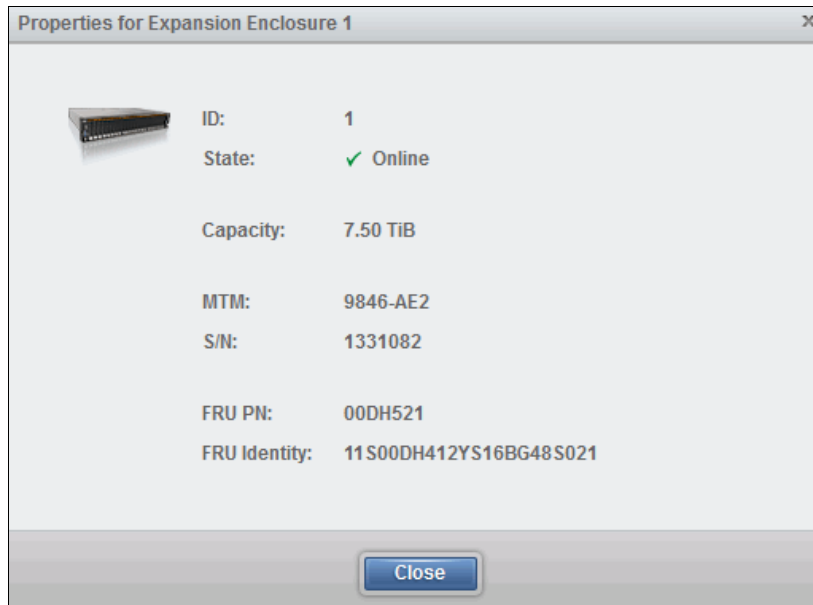 Properties for Expansion Enclosure 1 x
ID: 1
State: ✓ Online
Capacity: 7.50 TiB
MTM: 9846-AE2
S/N: 1331082
FRU PN: 00DH521
FRU Identity: 11S00DH412YS16BG48S021
Close